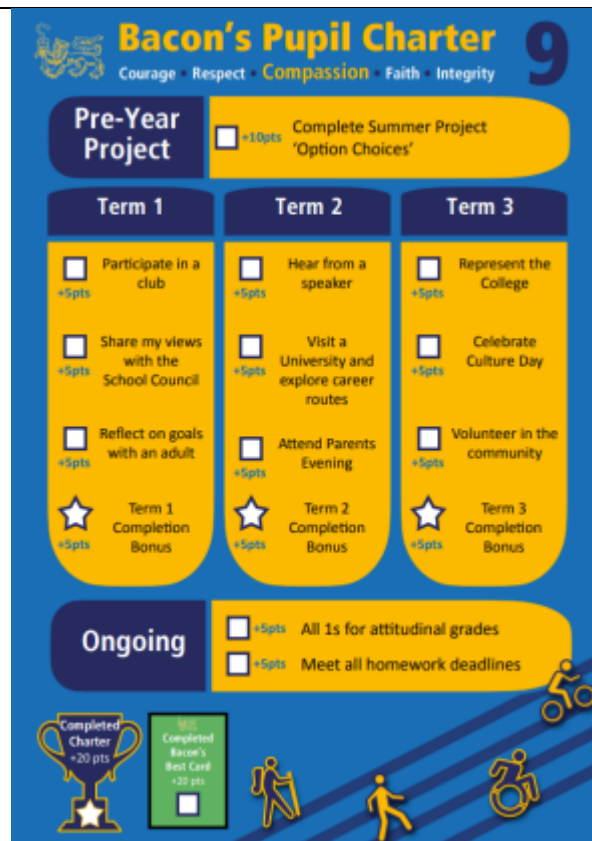 Bacon's Pupil Charter
9
Courage • Respect • Compassion • Faith • Integrity
Pre-Year
Project
+10pts
Complete Summer Project
'Option Choices'
Term 1
+5pts
Participate in a
club
+5pts
Share my views
with the
School Council
+5pts
Reflect on goals
with an adult
+5pts
Term 1
Completion
Bonus
Term 2
+5pts
Hear from a
speaker
+5pts
Visit a
University and
explore career
routes
+5pts
Attend Parents
Evening
+5pts
Term 2
Completion
Bonus
Term 3
+5pts
Represent the
College
+5pts
Celebrate
Culture Day
+5pts
Volunteer in the
community
+5pts
Term 3
Completion
Bonus
Ongoing
+5pts All 1s for attitudinal grades
+5pts Meet all homework deadlines
Completed
Charter
+20 pts
Completed
Bacon's
Best Card
+20 pts